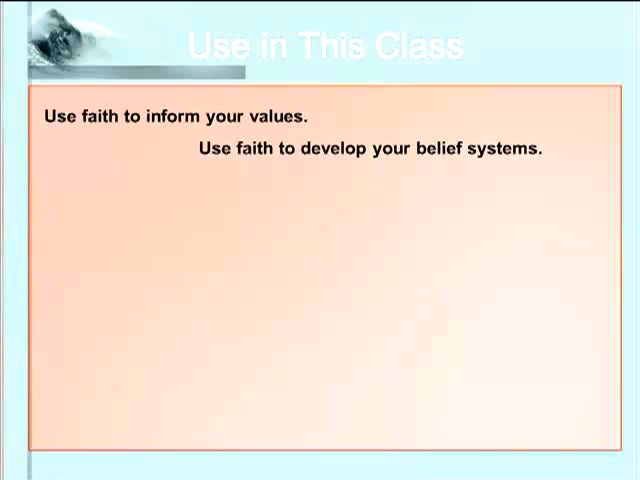 Use in This Class
Use faith to inform your values.
Use faith to develop your belief systems.